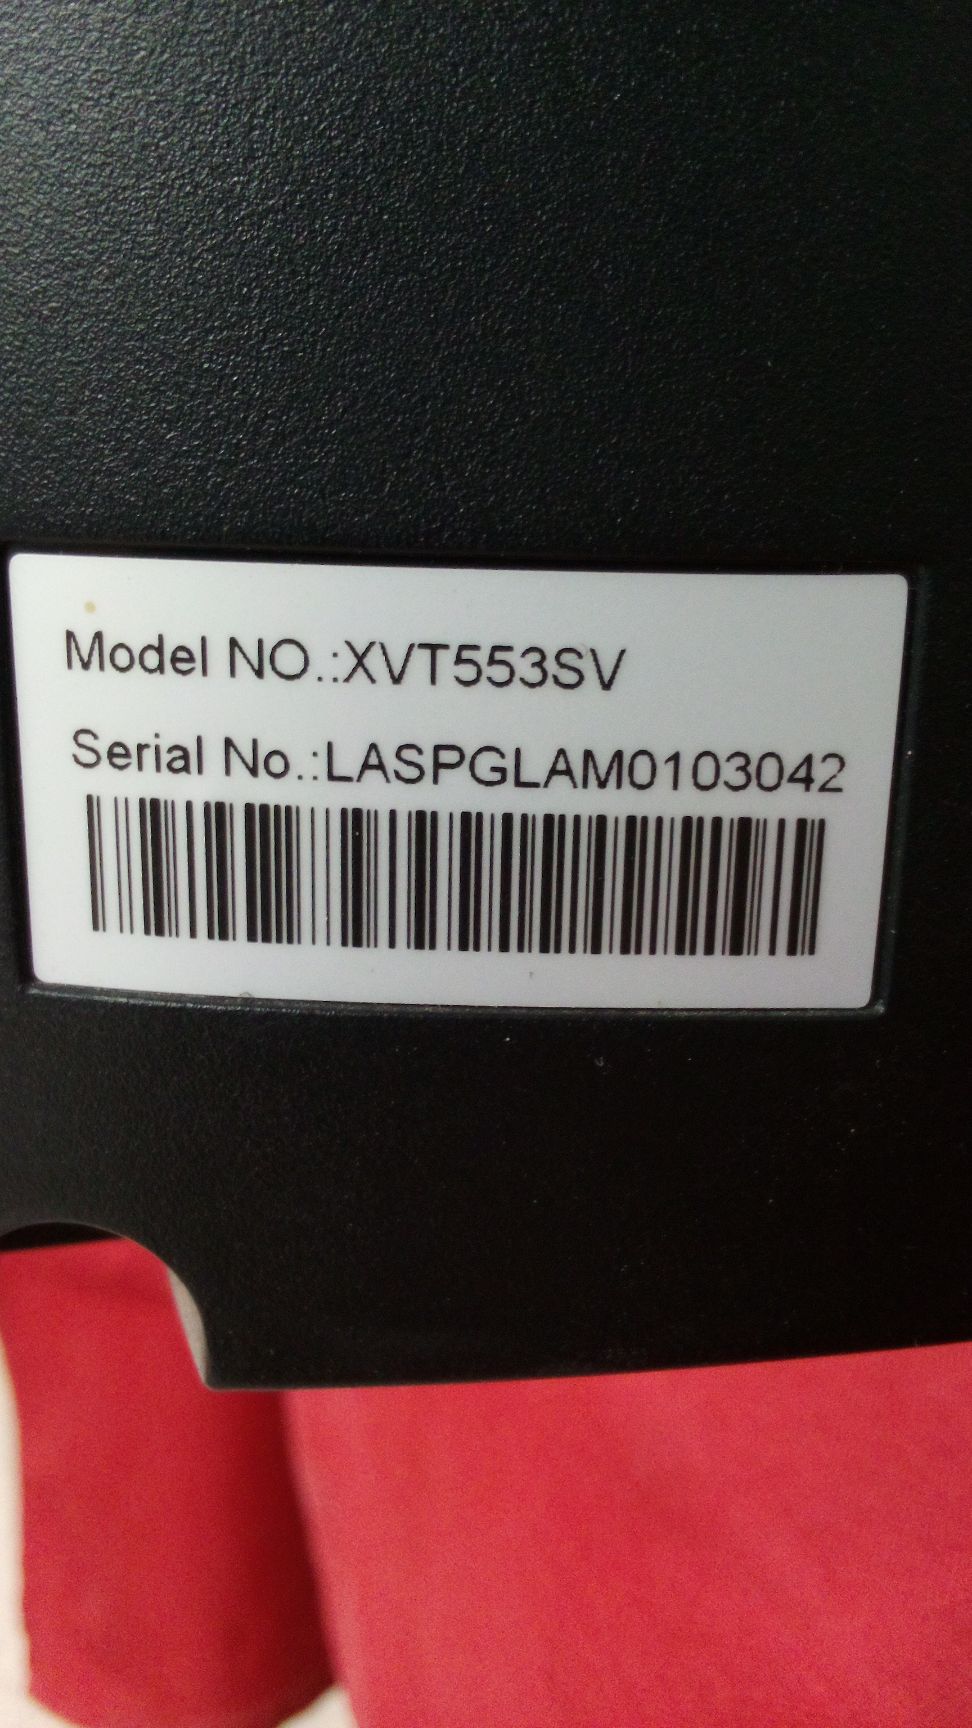 Model NO.:XVT553SV
Serial No.:LASPGLAM0103042